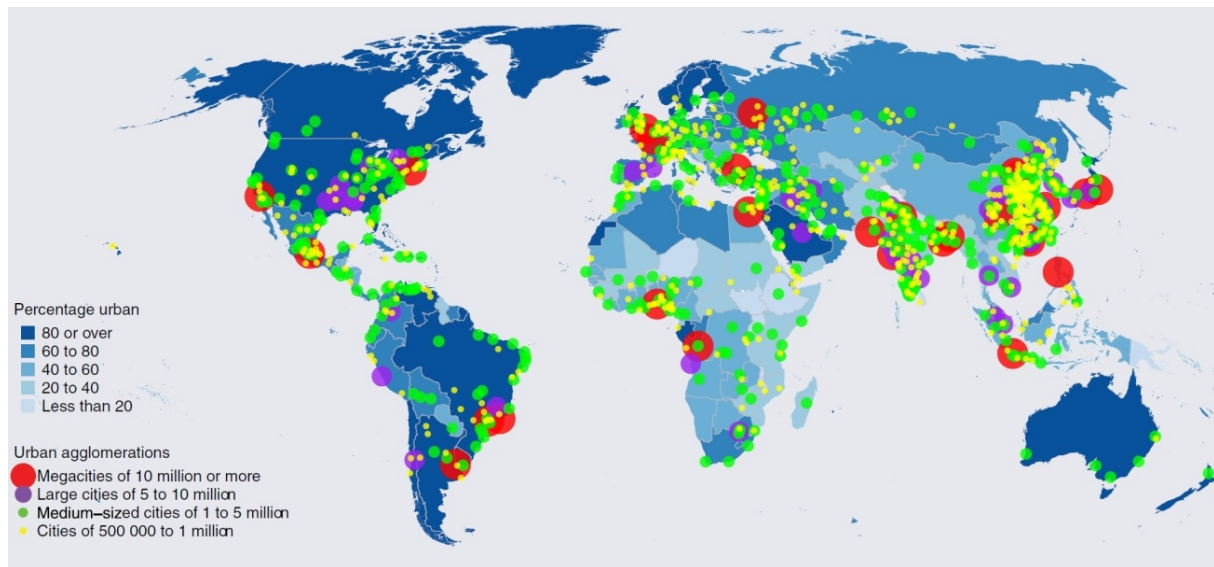 Percentage urban
80 or over
60 to 80
40 to 60
20 to 40
Less than 20
Urban agglomerations
Megacities of 10 million or more
Large cities of 5 to 10 million
Medium-sized cities of 1 to 5 million
Cities of 500 000 to 1 million